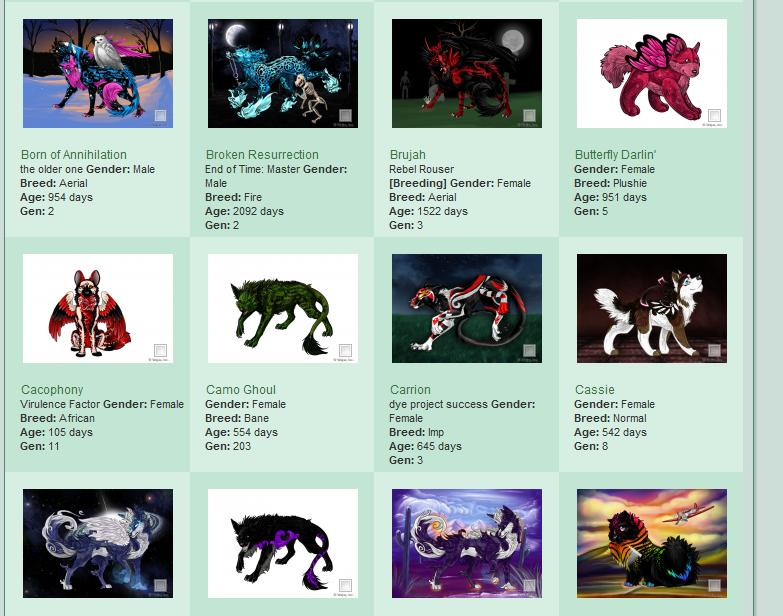 Born of Annihilation
the older one Gender: Male
Breed: Aerial
Age: 954 days
Gen: 2
Broken Resurrection
End of Time: Master Gender:
Male
Breed: Fire
Age: 2092 days
Gen: 2
Brujah
Rebel Rouser
[Breeding] Gender: Female
Breed: Aerial
Age: 1522 days
Gen: 3
Butterfly Darlin'
Gender: Female
Breed: Plushie
Age: 951 days
Gen: 5
Cacophony
Virulence Factor Gender: Female
Breed: African
Age: 105 days
Gen: 11
Camo Ghoul
Gender: Female
Breed: Bane
Age: 554 days
Gen: 203
Carrion
dye project success Gender:
Female
Breed: Imp
Age: 645 days
Gen: 3
Cassie
Gender: Female
Breed: Normal
Age: 542 days
Gen: 8